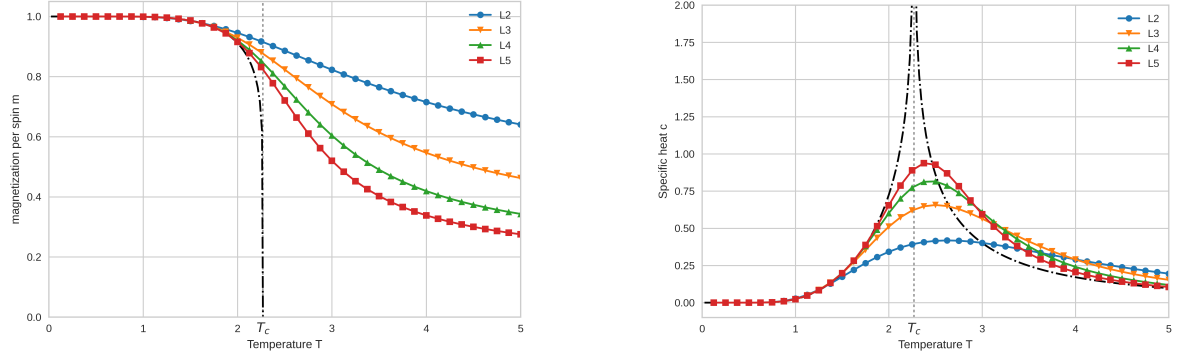 magnetization per spin m
1.0
0.8
0.6
0.4
0.2
0.0
L2
L3
L4
L5
0 1 2 Tc 3 4 5
Temperature T
Specific heat c
2.00
1.75
1.50
1.25
1.00
0.75
0.50
0.25
0.00
L2
L3
L4
L5
0 1 2 Tc 3 4 5
Temperature T